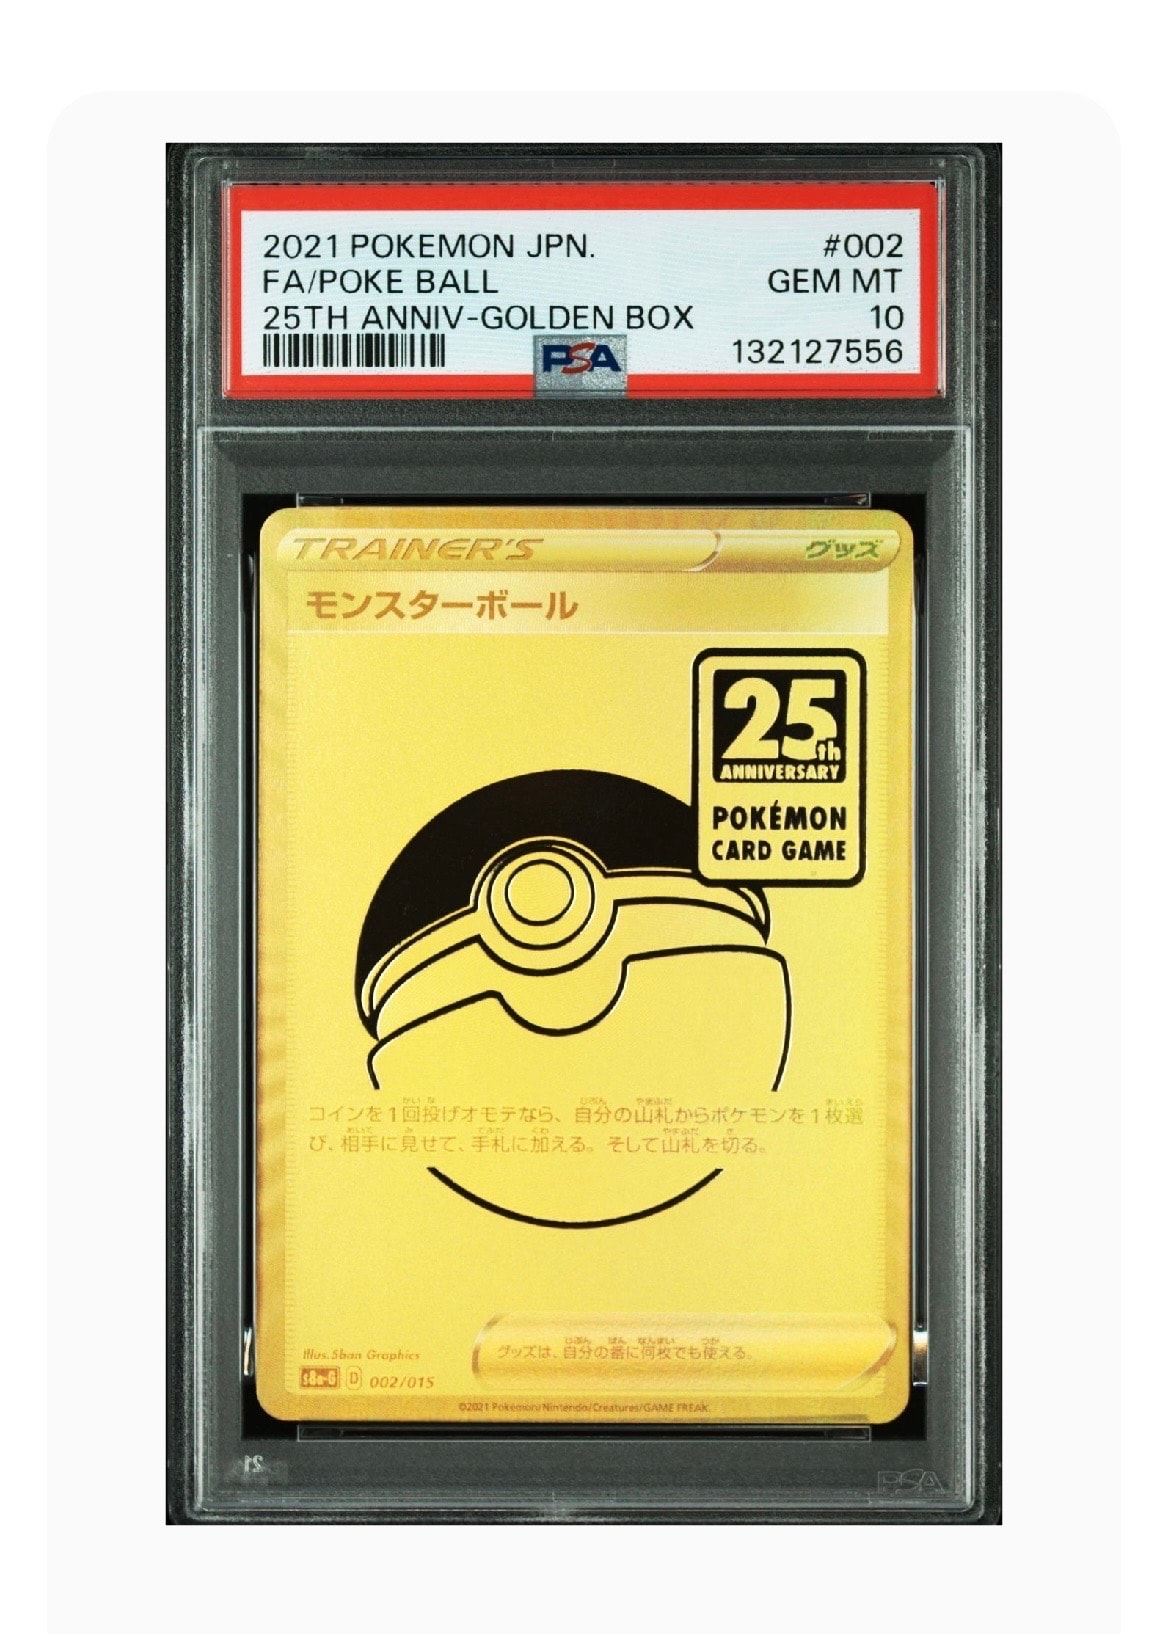 2021 POKEMON JPN. #002
FA/POKE BALL GEM MT
25TH ANNIV-GOLDEN BOX 10
PSA 132127556
TRAINER'S グッズ
モンスターボール
25th
ANNIVERSARY
POKÉMON
CARD GAME
コインを1回投げオモテなら、自分の山札からポケモンを1枚選
び、相手に見せて、手札に加える。そして山札を切る。
グッズは、自分の番に何枚でも使える。
Illus. Sban Graphics
s8a-G D 002/015
©2021 Pokémon/Nintendo/Creatures/GAME FREAK.
PSA